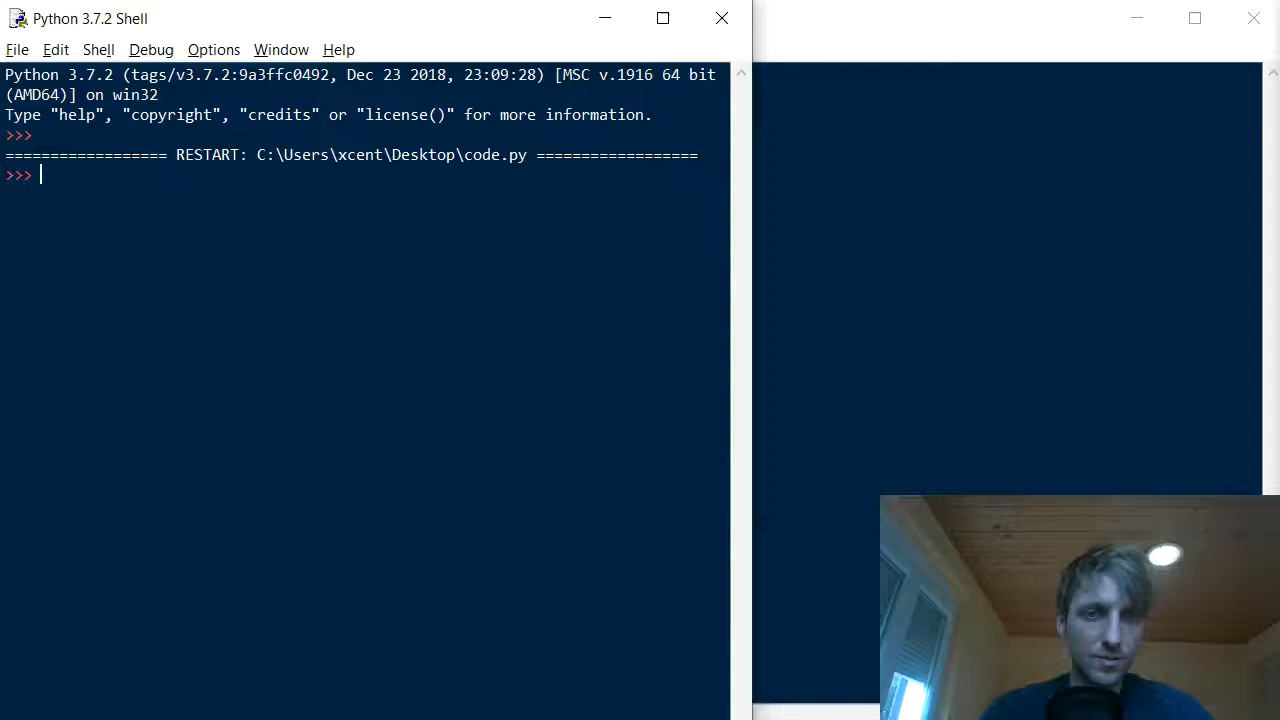 Python 3.7.2 Shell
File Edit Shell Debug Options Window Help
Python 3.7.2 (tags/v3.7.2:9a3ffc0492, Dec 23 2018, 23:09:28) [MSC v.1916 64 bit
(AMD64)] on win32
Type "help", "copyright", "credits" or "license()" for more information.
>>>
================== RESTART: C:\Users\xcent\Desktop\code.py ==================
>>>